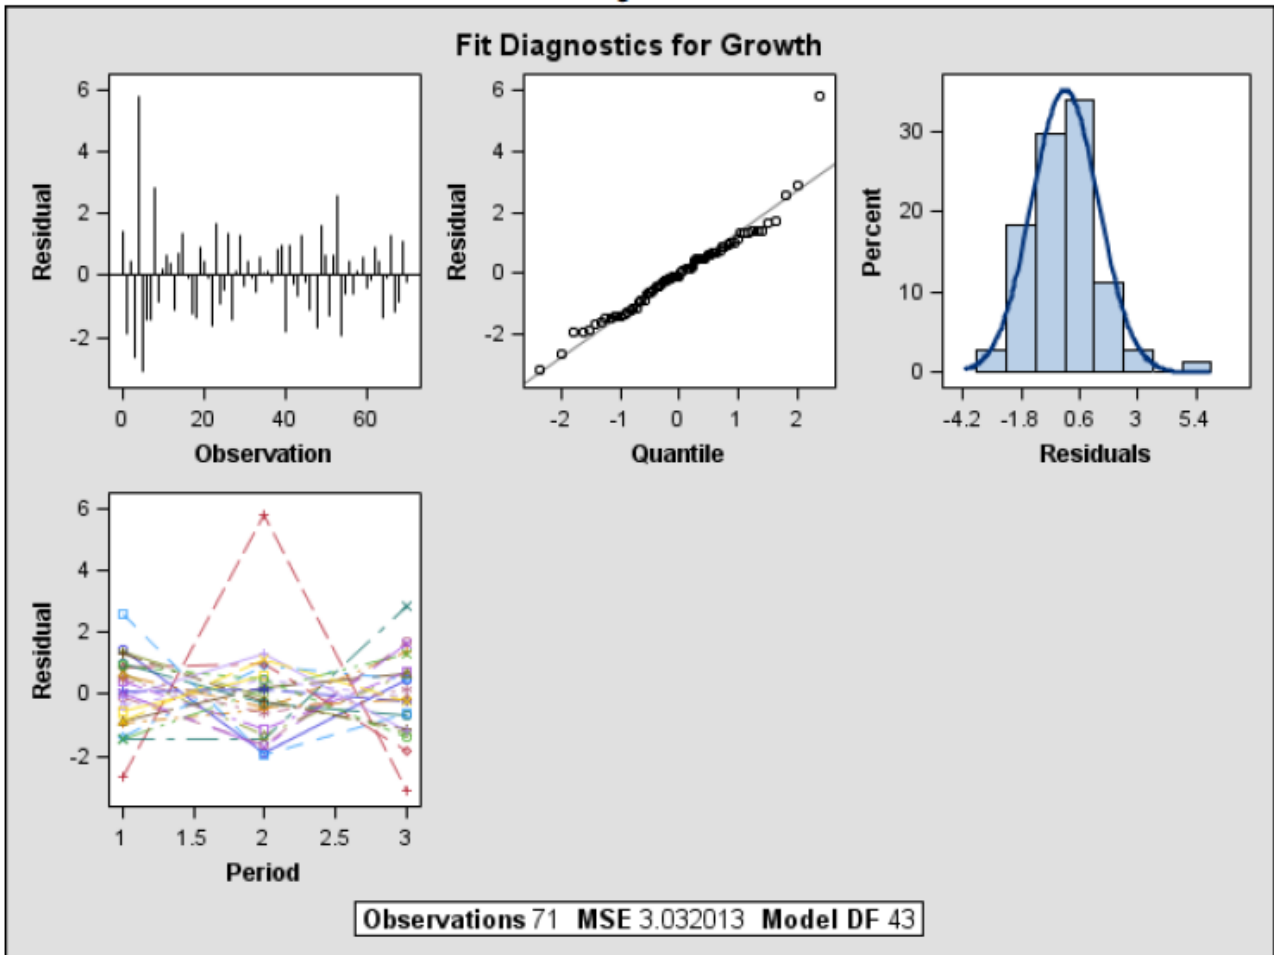 Fit Diagnostics for Growth
6
4
2
0
-2
Residual
0 20 40 60
Observation
6
4
2
0
-2
Residual
-2 -1 0 1 2
Quantile
30
20
10
0
Percent
-4.2 -1.8 0.6 3 5.4
Residuals
6
4
2
0
-2
Residual
1 1.5 2 2.5 3
Period
Observations 71 MSE 3.032013 Model DF 43